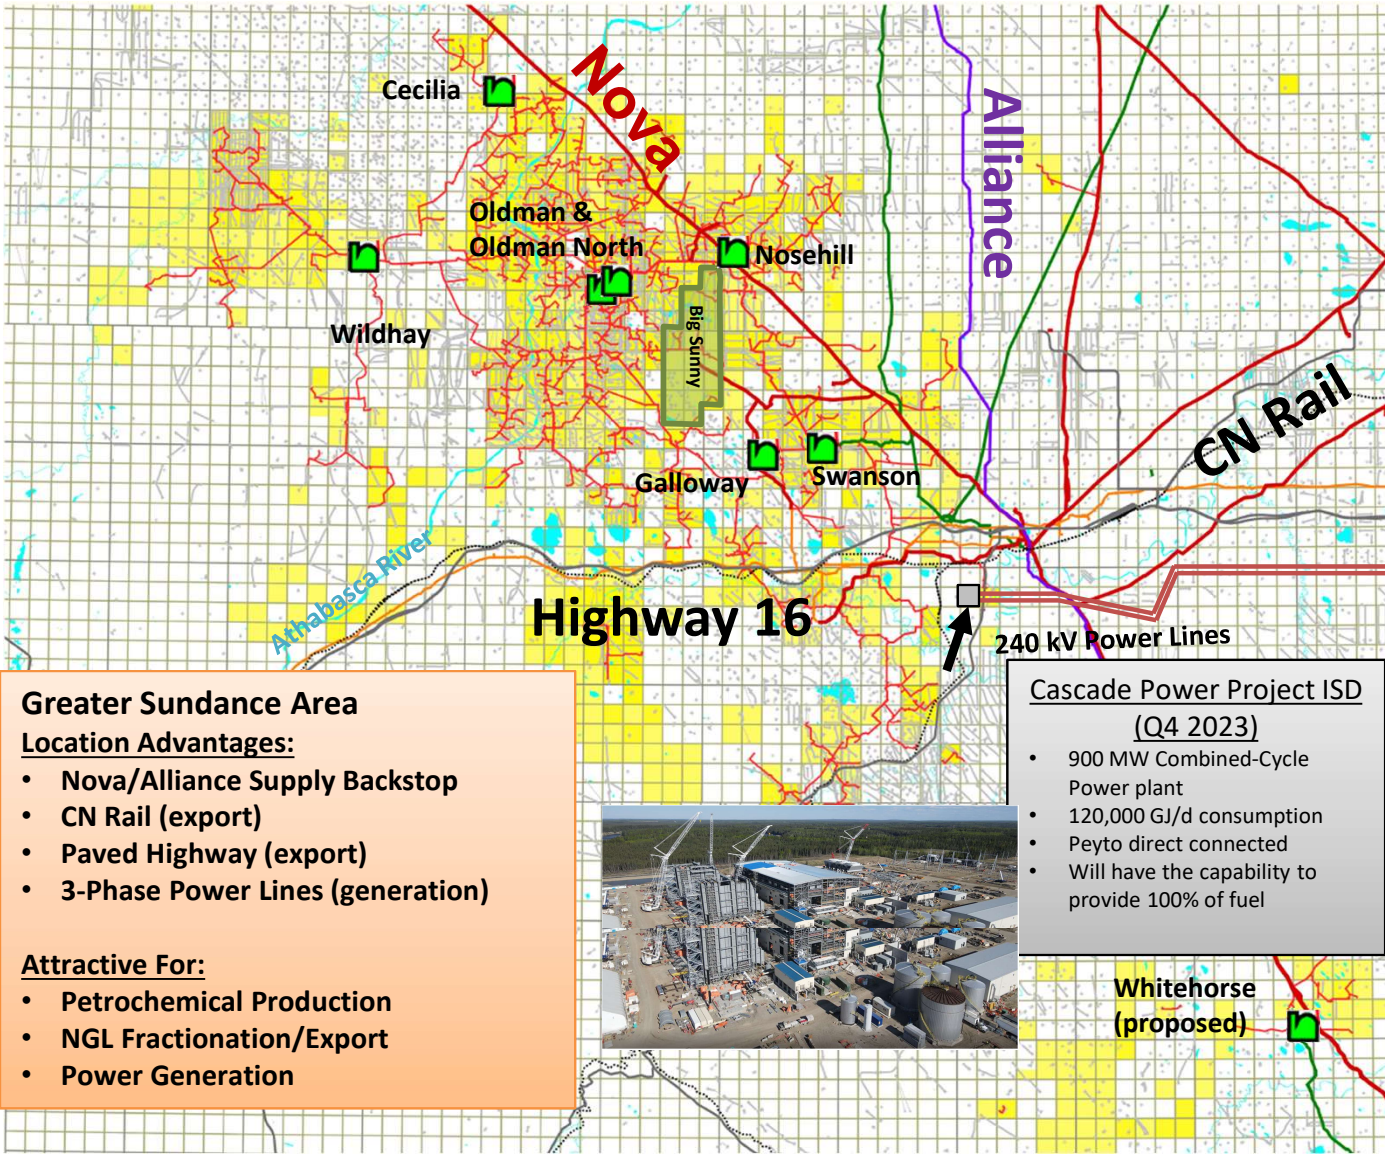 Nova
Cecilia
Alliance
Oldman &
Oldman North
Nosehill
Wildhay
Big Sunny
CN Rail
Galloway
Swanson
Athabasca River
Highway 16
240 kV Power Lines
Greater Sundance Area
Location Advantages:
• Nova/Alliance Supply Backstop
• CN Rail (export)
• Paved Highway (export)
• 3-Phase Power Lines (generation)
Attractive For:
• Petrochemical Production
• NGL Fractionation/Export
• Power Generation
Cascade Power Project ISD
(Q4 2023)
• 900 MW Combined-Cycle
Power plant
• 120,000 GJ/d consumption
• Peyto direct connected
• Will have the capability to
provide 100% of fuel
Whitehorse
(proposed)